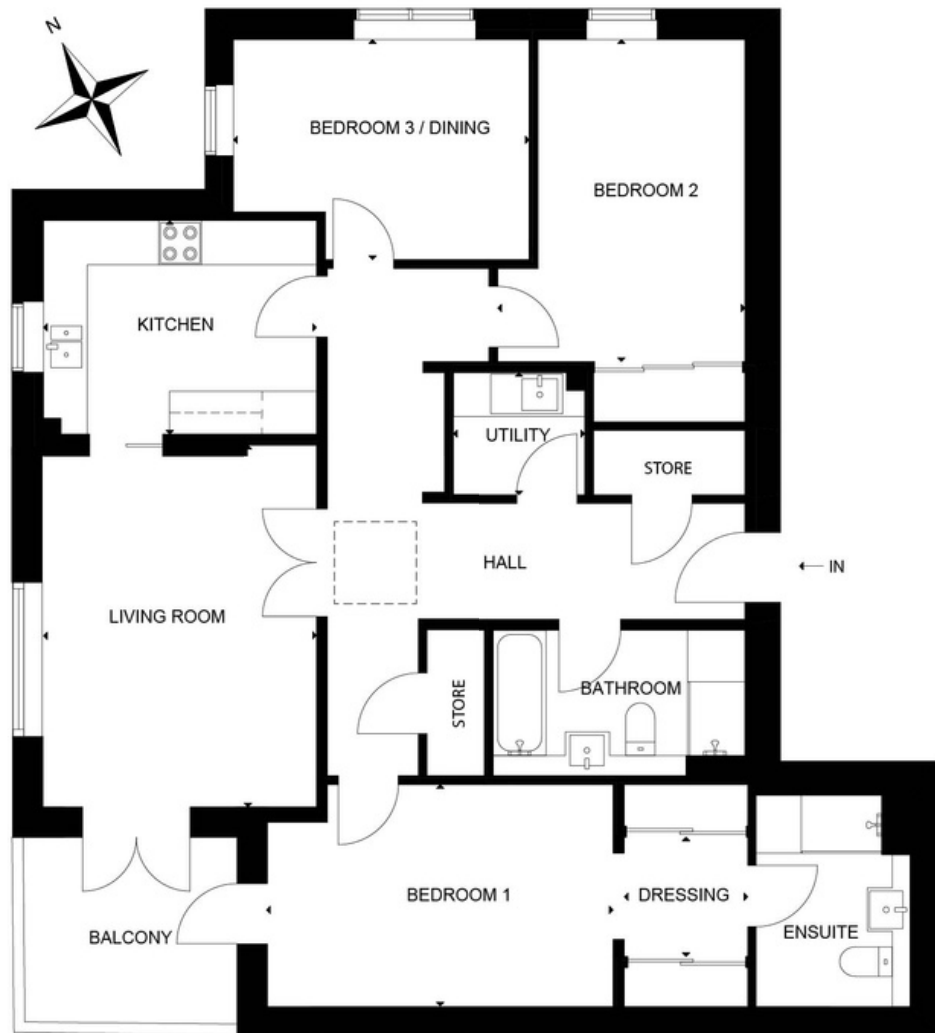 N
BEDROOM 3 / DINING
BEDROOM 2
KITCHEN
UTILITY
STORE
HALL
IN
LIVING ROOM
BATHROOM
STORE
BEDROOM 1
DRESSING
ENSUITE
BALCONY